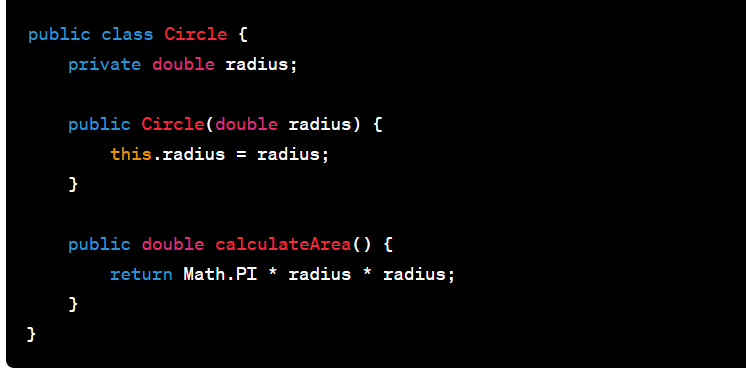 public class Circle {
    private double radius;

    public Circle(double radius) {
        this.radius = radius;
    }

    public double calculateArea() {
        return Math.PI * radius * radius;
    }
}